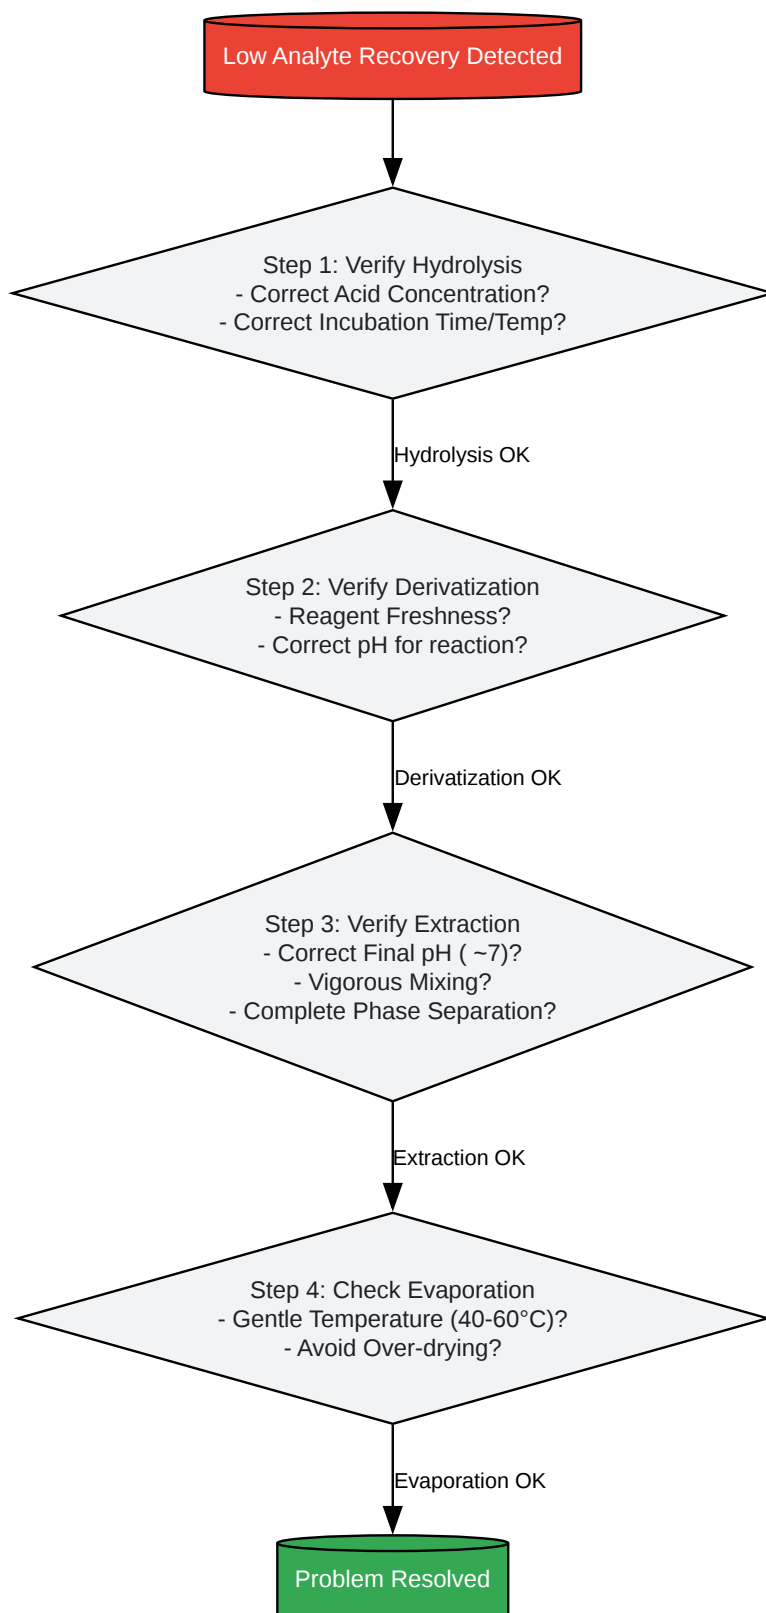 Low Analyte Recovery Detected
Step 1: Verify Hydrolysis
- Correct Acid Concentration?
- Correct Incubation Time/Temp?
Hydrolysis OK
Step 2: Verify Derivatization
- Reagent Freshness?
- Correct pH for reaction?
Derivatization OK
Step 3: Verify Extraction
- Correct Final pH ( ~7)?
- Vigorous Mixing?
- Complete Phase Separation?
Extraction OK
Step 4: Check Evaporation
- Gentle Temperature (40-60°C)?
- Avoid Over-drying?
Evaporation OK
Problem Resolved